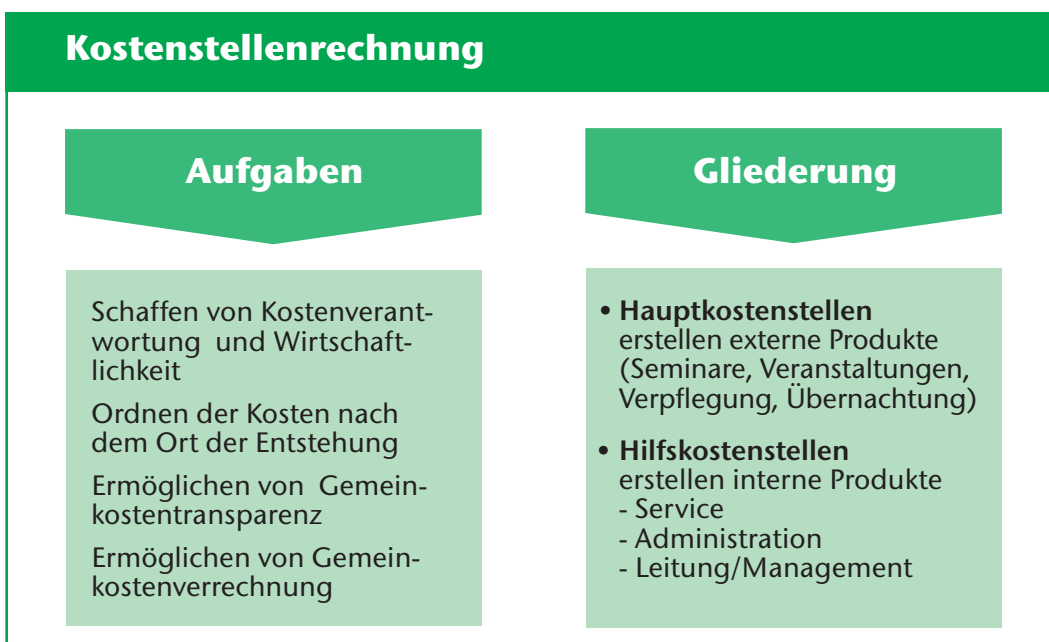 Kostenstellenrechnung
Aufgaben
Schaffen von Kostenverant-
wortung und Wirtschaft-
lichkeit
Ordnen der Kosten nach
dem Ort der Entstehung
Ermöglichen von Gemein-
kostentransparenz
Ermöglichen von Gemein-
kostenverrechnung
Gliederung
• Hauptkostenstellen
erstellen externe Produkte
(Seminare, Veranstaltungen,
Verpflegung, Übernachtung)
• Hilfskostenstellen
erstellen interne Produkte
- Service
- Administration
- Leitung/Management